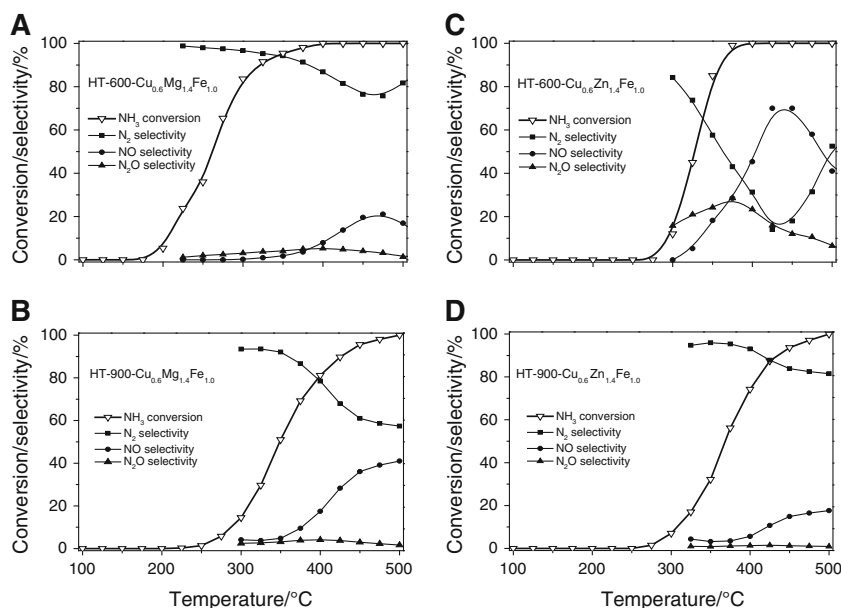 A
Conversion/selectivity/%
100
80
60
40
20
0
HT-600-Cu₀.₆Mg₁.₄Fe₁.₀
NH₃ conversion
N₂ selectivity
NO selectivity
N₂O selectivity
C
Conversion/selectivity/%
100
80
60
40
20
0
HT-600-Cu₀.₆Zn₁.₄Fe₁.₀
NH₃ conversion
N₂ selectivity
NO selectivity
N₂O selectivity
B
Conversion/selectivity/%
100
80
60
40
20
0
HT-900-Cu₀.₆Mg₁.₄Fe₁.₀
NH₃ conversion
N₂ selectivity
NO selectivity
N₂O selectivity
100 200 300 400 500
Temperature/°C
D
Conversion/selectivity/%
100
80
60
40
20
0
HT-900-Cu₀.₆Zn₁.₄Fe₁.₀
NH₃ conversion
N₂ selectivity
NO selectivity
N₂O selectivity
100 200 300 400 500
Temperature/°C